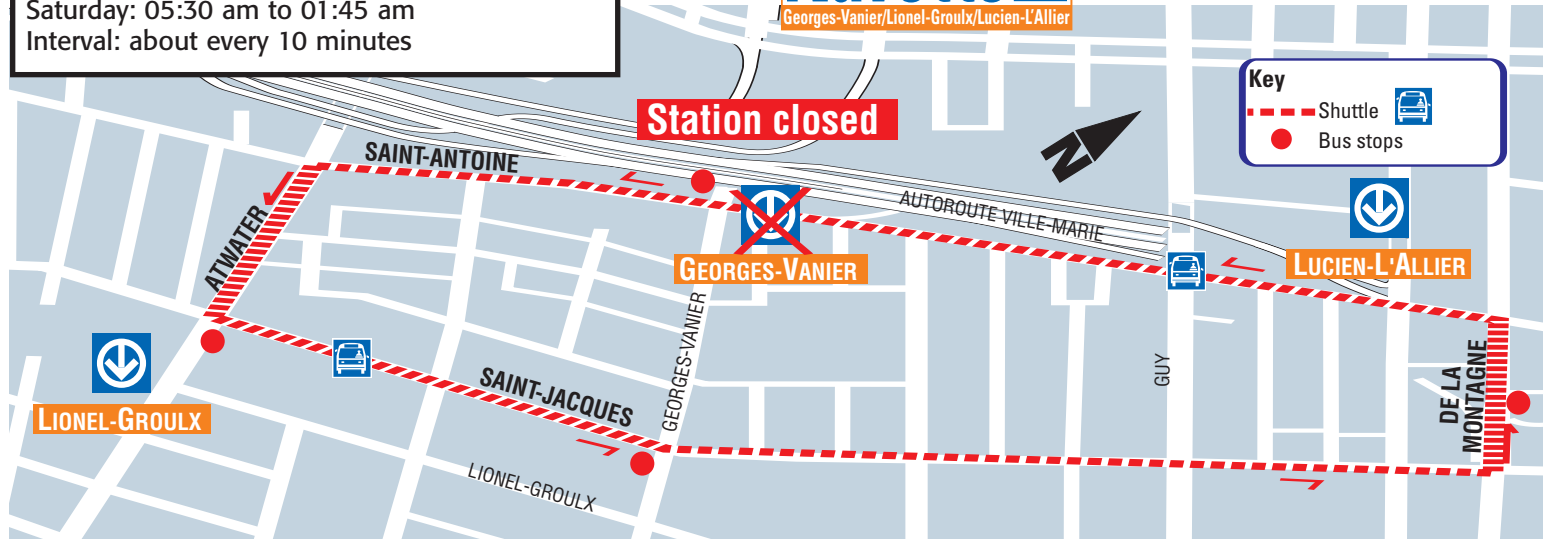 Saturday: 05:30 am to 01:45 am
Interval: about every 10 minutes
Georges-Vanier/Lionel-Groulx/Lucien-L'Allier
Key
Shuttle
Bus stops
Station closed
N
SAINT-ANTOINE
AUTOROUTE VILLE-MARIE
ATWATER
GEORGES-VANIER
LUCIEN-L'ALLIER
GEORGES-VANIER
GUY
DE LA
MONTAGNE
LIONEL-GROULX
SAINT-JACQUES
LIONEL-GROULX